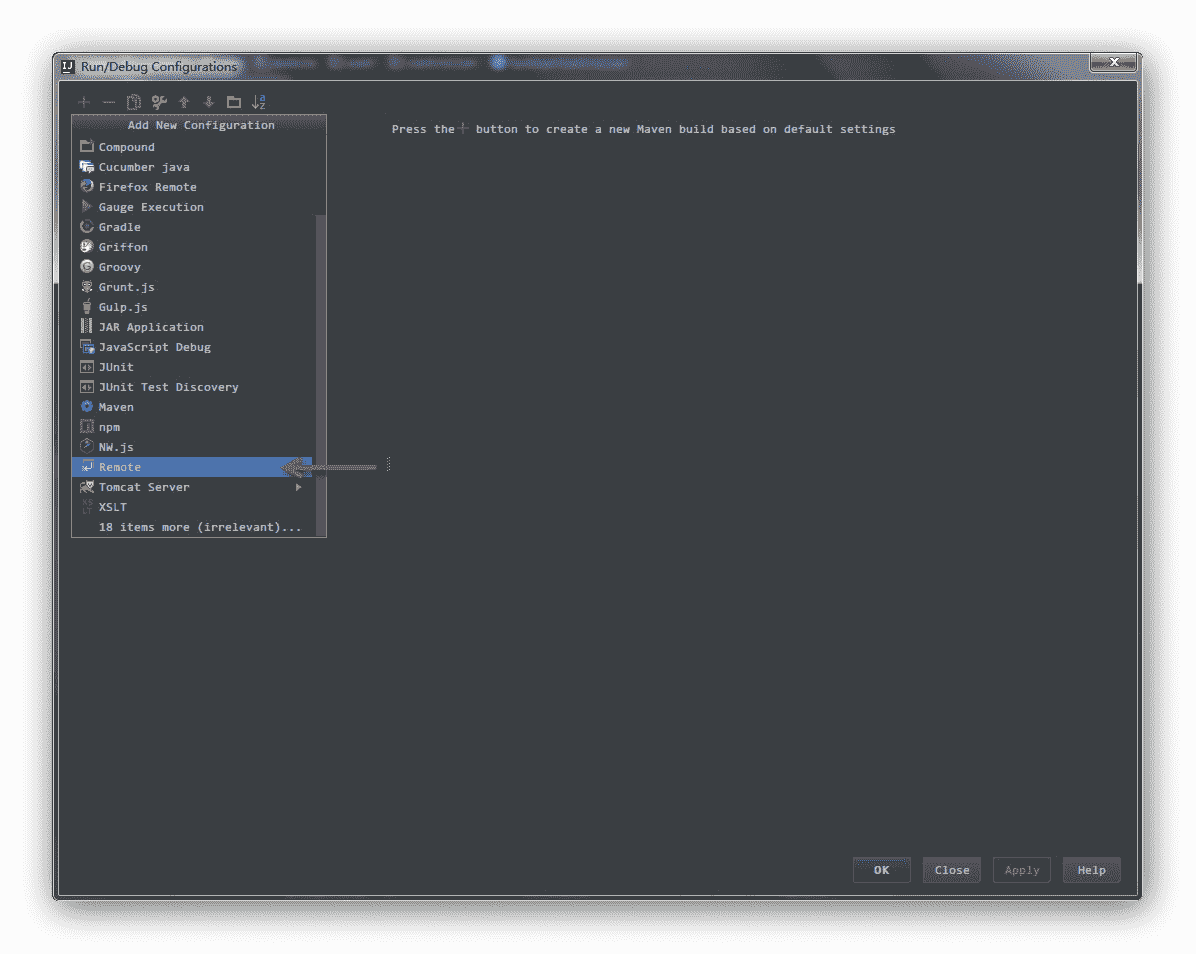 Run/Debug Configurations
Add New Configuration
Press the + button to create a new Maven build based on default settings
Compound
Cucumber java
Firefox Remote
Gauge Execution
Gradle
Griffon
Groovy
Grunt.js
Gulp.js
JAR Application
JavaScript Debug
JUnit
JUnit Test Discovery
Maven
npm
NW.js
Remote
Tomcat Server
XSLT
18 items more (irrelevant)...
OK Close Apply Help